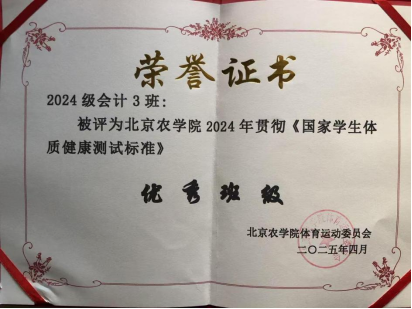 荣誉证书
2024级会计3班:
被评为北京农学院2024年贯彻《国家学生体
质健康测试标准》
优秀班级
北京农学院体育运动委员会
二〇二五年四月